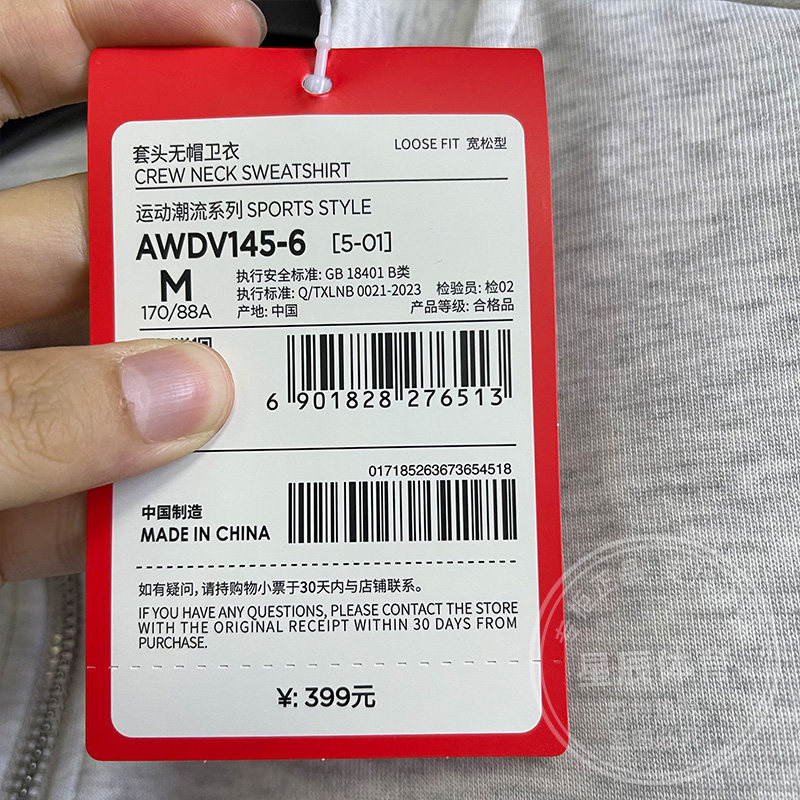 套头无帽卫衣
CREW NECK SWEATSHIRT
LOOSE FIT 宽松型
运动潮流系列 SPORTS STYLE
AWDV145-6 [5-01]
M
170/88A
执行安全标准: GB 18401 B类
执行标准: Q/TXLNB 0021-2023 检验员: 检02
产地: 中国 产品等级: 合格品
6 901828 276513
017185263673654518
中国制造
MADE IN CHINA
如有疑问,请持购物小票于30天内与店铺联系。
IF YOU HAVE ANY QUESTIONS, PLEASE CONTACT THE STORE
WITH THE ORIGINAL RECEIPT WITHIN 30 DAYS FROM
PURCHASE.
¥: 399元